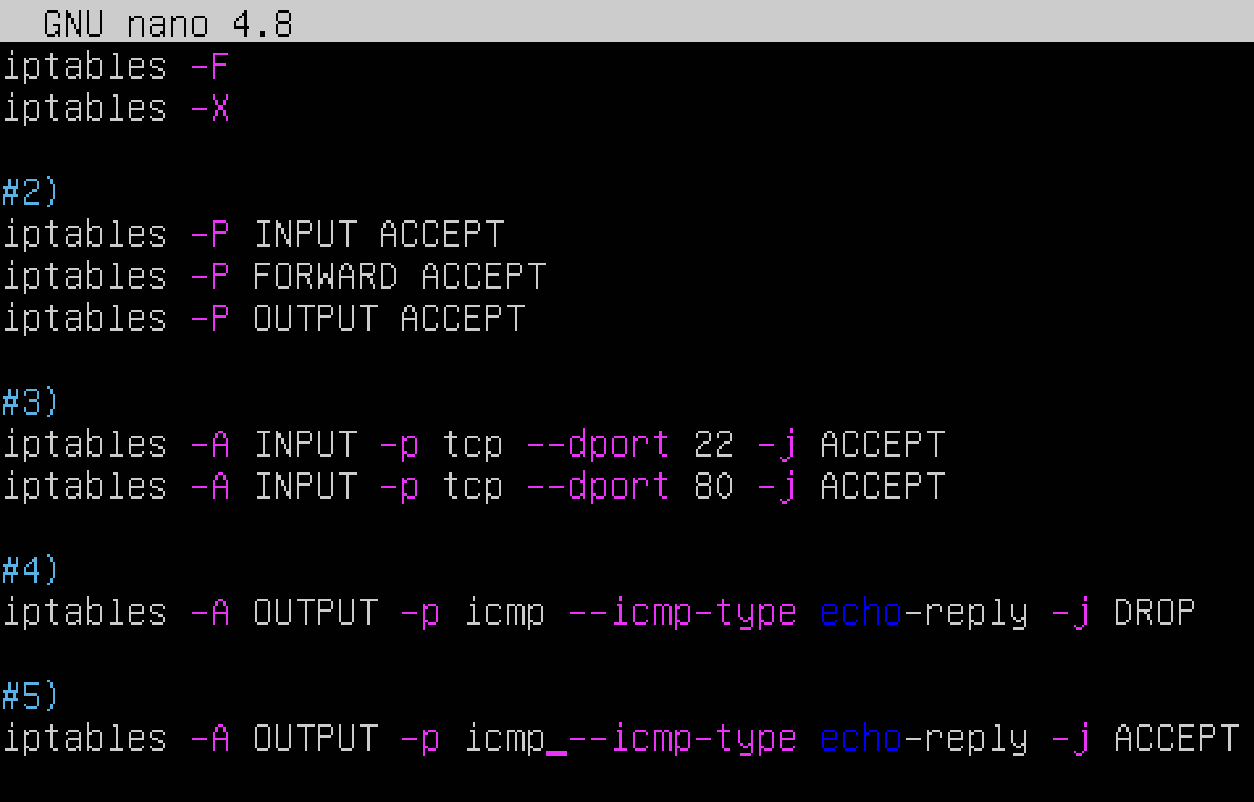 GNU nano 4.8
iptables -F
iptables -X
#2)
iptables -P INPUT ACCEPT
iptables -P FORWARD ACCEPT
iptables -P OUTPUT ACCEPT
#3)
iptables -A INPUT -p tcp --dport 22 -j ACCEPT
iptables -A INPUT -p tcp --dport 80 -j ACCEPT
#4)
iptables -A OUTPUT -p icmp --icmp-type echo-reply -j DROP
#5)
iptables -A OUTPUT -p icmp --icmp-type echo-reply -j ACCEPT